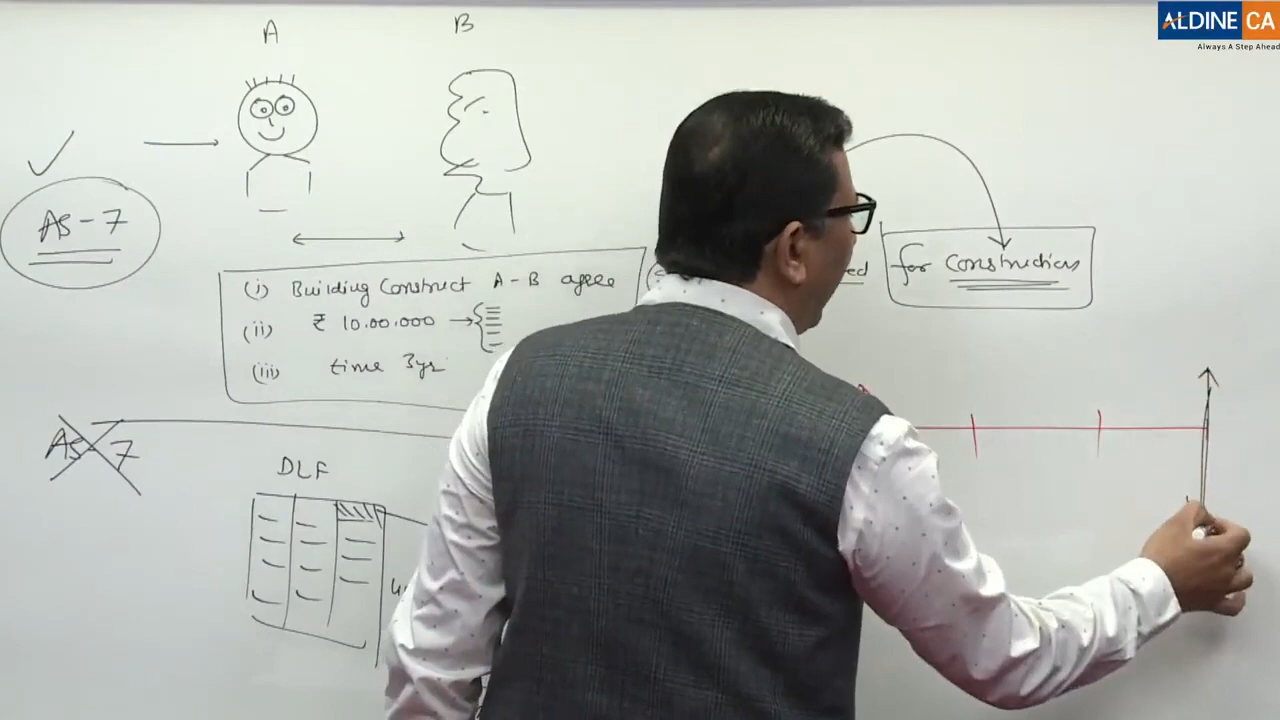 ALDINE CA
Always A Step Ahead
A
B
AS-7
(i) Building Construct A-B agree
(ii) ₹ 10.00.000
(iii) time 3yr
for Construction
AS 7
DLF